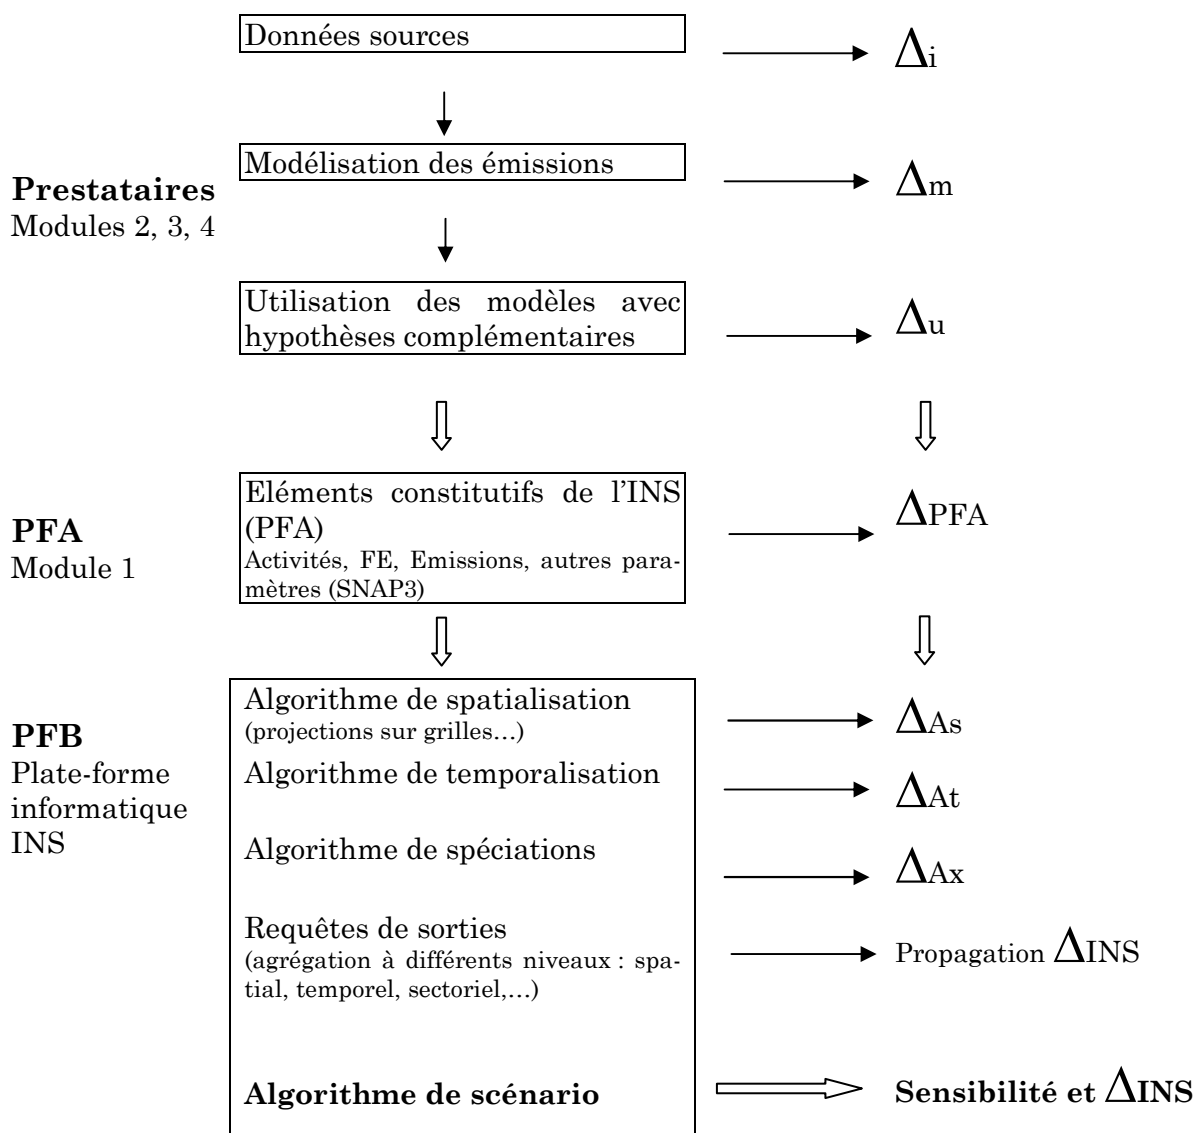 Données sources
Δi
Modélisation des émissions
Δm
Prestataires
Modules 2, 3, 4
Utilisation des modèles avec
hypothèses complémentaires
Δu
Eléments constitutifs de l'INS
(PFA)
Activités, FE, Emissions, autres para-
mètres (SNAP3)
ΔPFA
PFA
Module 1
Algorithme de spatialisation
(projections sur grilles…)
ΔAs
PFB
Plate-forme
informatique
INS
Algorithme de temporalisation
ΔAt
Algorithme de spéciations
ΔAx
Requêtes de sorties
(agrégation à différents niveaux : spa-
tial, temporel, sectoriel,…)
Propagation ΔINS
Algorithme de scénario
Sensibilité et ΔINS